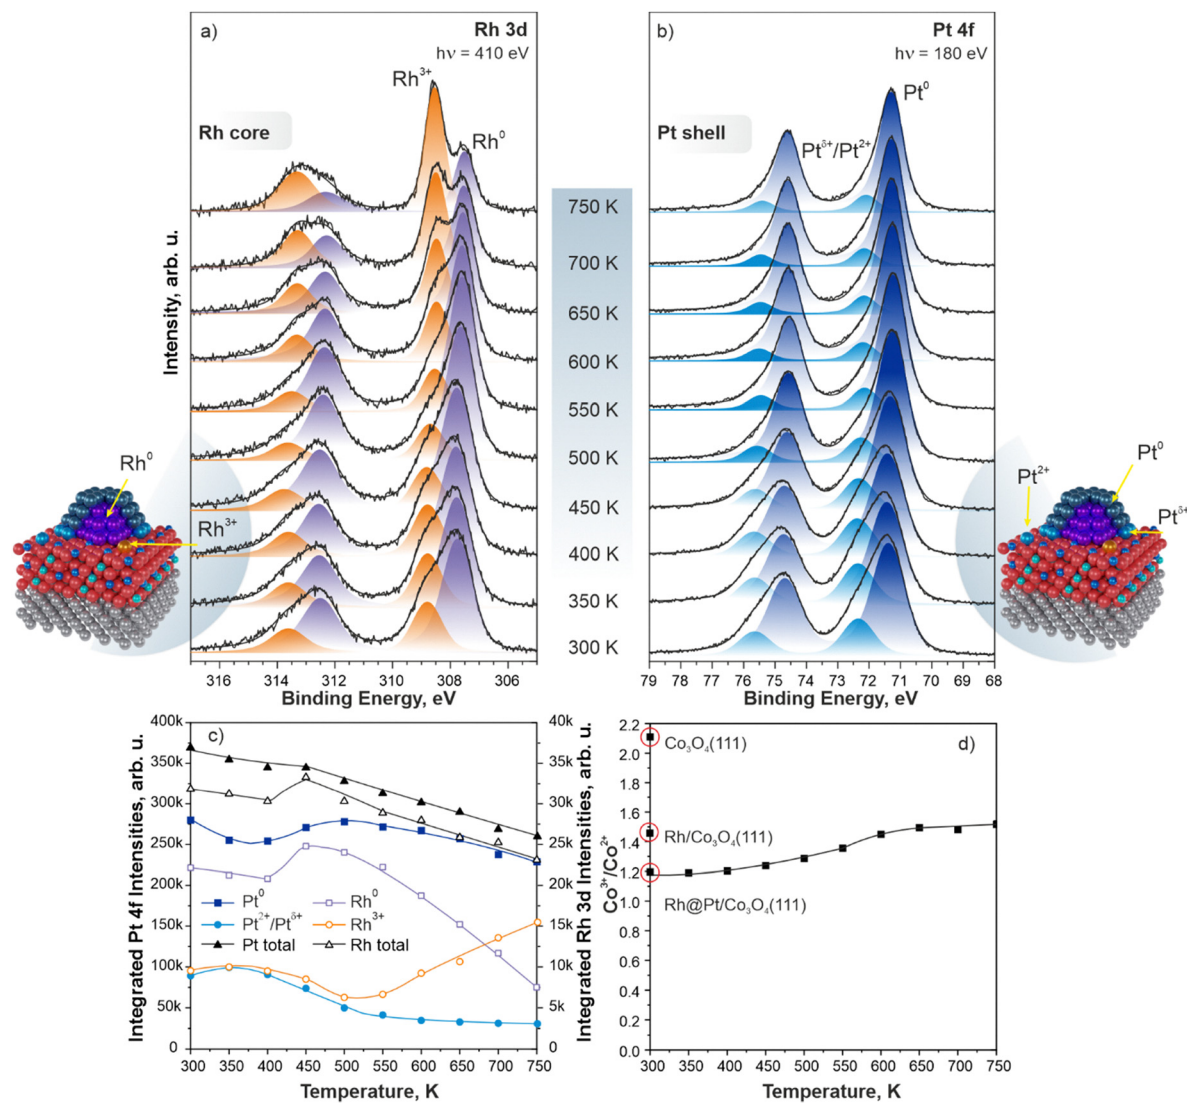 a)
Rh 3d
hν = 410 eV
Rh3+
Rh0
Rh core
Intensity, arb. u.
316
314
312
310
308
306
Binding Energy, eV
b)
Pt 4f
hν = 180 eV
Pt0
Ptδ+/Pt2+
Pt shell
79
78
77
76
75
74
73
72
71
70
69
68
Binding Energy, eV
750 K
700 K
650 K
600 K
550 K
500 K
450 K
400 K
350 K
300 K
Rh0
Rh3+
Pt2+
Pt0
Ptδ+
c)
Integrated Pt 4f Intensities, arb. u.
400k
350k
300k
250k
200k
150k
100k
50k
0
Pt0
Rh0
Pt2+/Ptδ+
Rh3+
Pt total
Rh total
40k
35k
30k
25k
20k
15k
10k
5k
0
Integrated Rh 3d Intensities, arb. u.
300 350 400 450 500 550 600 650 700 750
Temperature, K
d)
Co3+/Co2+
2.2
2.0
1.8
1.6
1.4
1.2
1.0
0.8
0.6
0.4
0.2
0.0
Co3O4(111)
Rh/Co3O4(111)
Rh@Pt/Co3O4(111)
300 350 400 450 500 550 600 650 700 750
Temperature, K